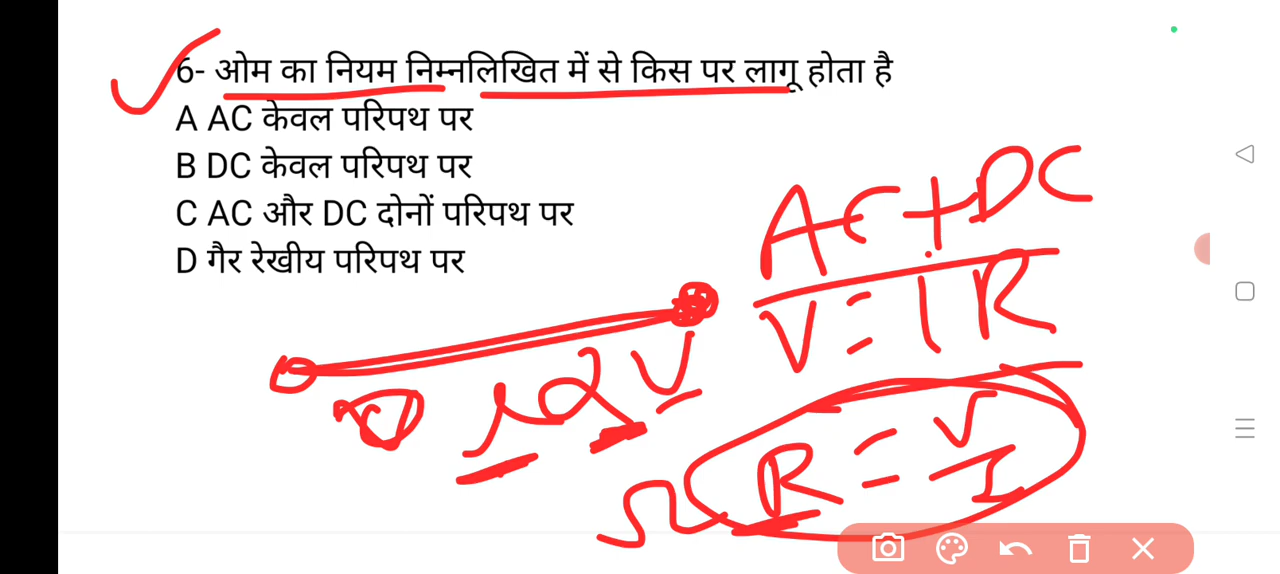 6- ओम का नियम निम्नलिखित में से किस पर लागू होता है
A AC केवल परिपथ पर
B DC केवल परिपथ पर
C AC और DC दोनों परिपथ पर
D गैर रेखीय परिपथ पर
AC+DC
V=IR
I α V
Ω R = V/I